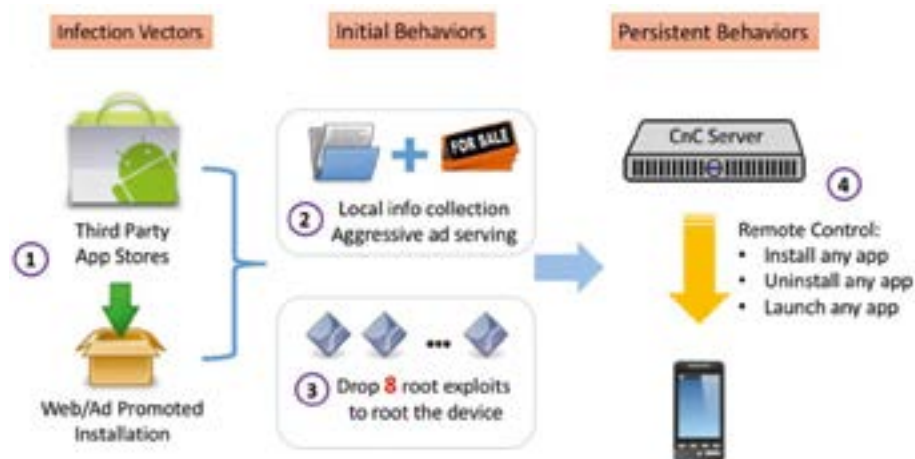 Infection Vectors
Initial Behaviors
Persistent Behaviors
Third Party
App Stores
1
Web/Ad Promoted
Installation
FOR SALE
2
Local info collection
Aggressive ad serving
...
3
Drop 8 root exploits
to root the device
CnC Server
4
Remote Control:
• Install any app
• Uninstall any app
• Launch any app